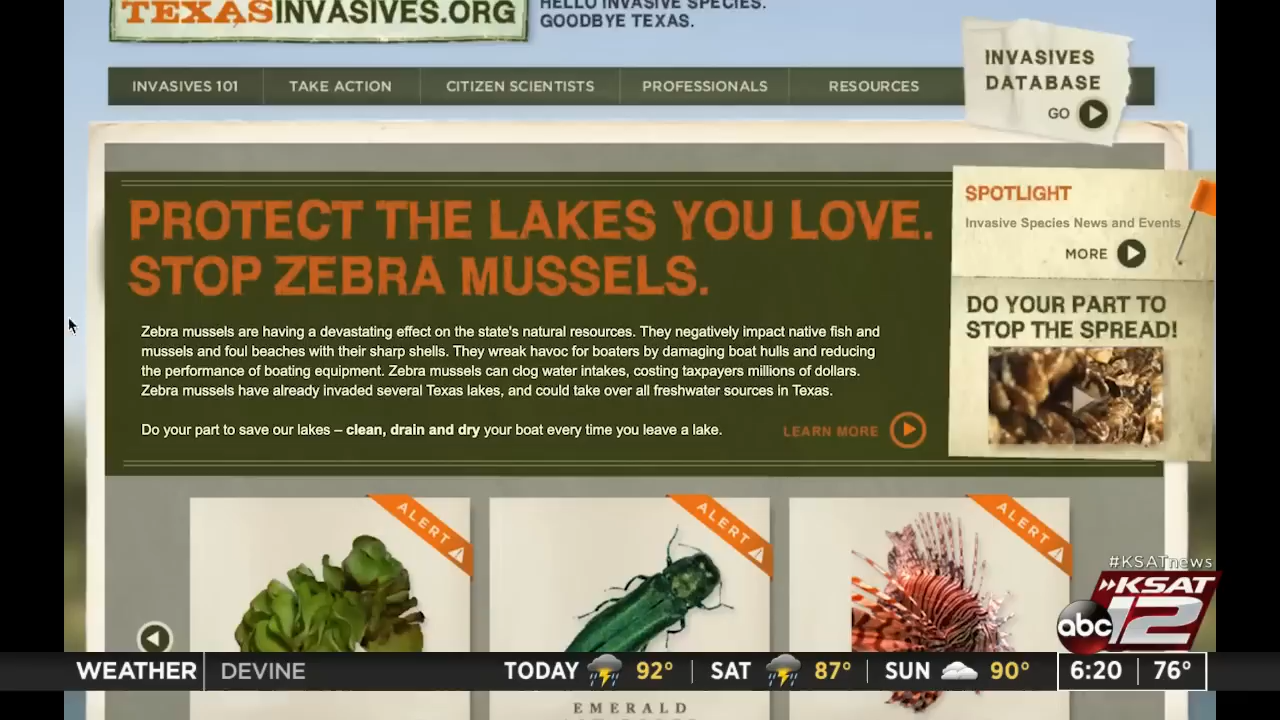 TEXASINVASIVES.ORG
HELLO INVASIVE SPECIES.
GOODBYE TEXAS.
INVASIVES 101
TAKE ACTION
CITIZEN SCIENTISTS
PROFESSIONALS
RESOURCES
INVASIVES
DATABASE
GO
PROTECT THE LAKES YOU LOVE.
STOP ZEBRA MUSSELS.
Zebra mussels are having a devastating effect on the state's natural resources. They negatively impact native fish and
mussels and foul beaches with their sharp shells. They wreak havoc for boaters by damaging boat hulls and reducing
the performance of boating equipment. Zebra mussels can clog water intakes, costing taxpayers millions of dollars.
Zebra mussels have already invaded several Texas lakes, and could take over all freshwater sources in Texas.
Do your part to save our lakes – clean, drain and dry your boat every time you leave a lake.
LEARN MORE
SPOTLIGHT
Invasive Species News and Events
MORE
DO YOUR PART TO
STOP THE SPREAD!
ALERT
ALERT
ALERT
#KSATnews
KSAT
abc 12
WEATHER DEVINE TODAY 92° SAT 87° SUN 90° 6:20 76°
EMERALD